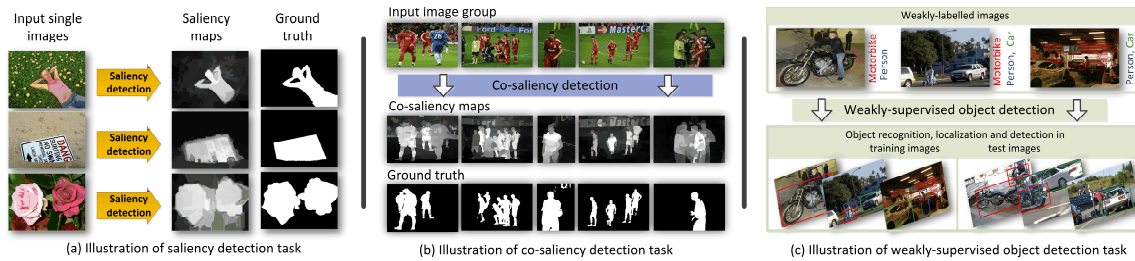 Input single
images
Saliency
maps
Ground
truth
Saliency
detection
Saliency
detection
Saliency
detection
(a) Illustration of saliency detection task
Input image group
Co-saliency detection
Co-saliency maps
Ground truth
(b) Illustration of co-saliency detection task
Weakly-labelled images
Motorbike
Person
Motorbike
Person, Car
Person, Car
Weakly-supervised object detection
Object recognition, localization and detection in
training images
test images
(c) Illustration of weakly-supervised object detection task